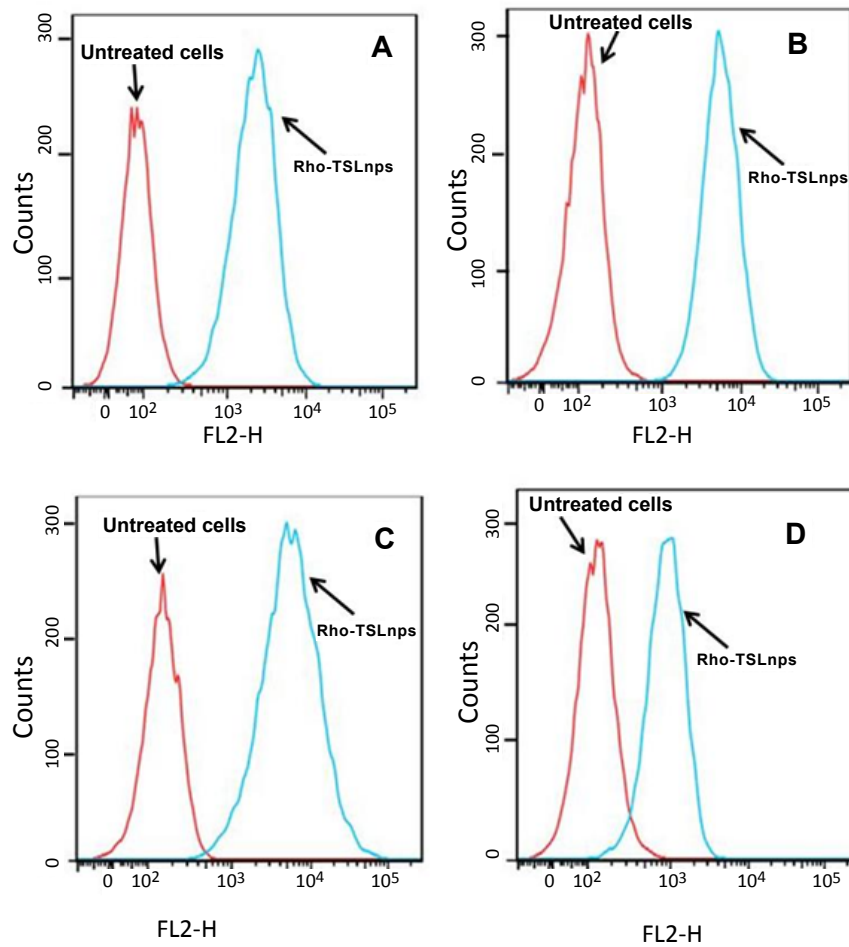 A
Untreated cells
Rho-TSLnps
Counts
300
200
100
0
0 10² 10³ 10⁴ 10⁵
FL2-H
B
Untreated cells
Rho-TSLnps
Counts
300
200
100
0
0 10² 10³ 10⁴ 10⁵
FL2-H
C
Untreated cells
Rho-TSLnps
Counts
300
200
100
0
0 10² 10³ 10⁴ 10⁵
FL2-H
D
Untreated cells
Rho-TSLnps
Counts
300
200
100
0
0 10² 10³ 10⁴ 10⁵
FL2-H